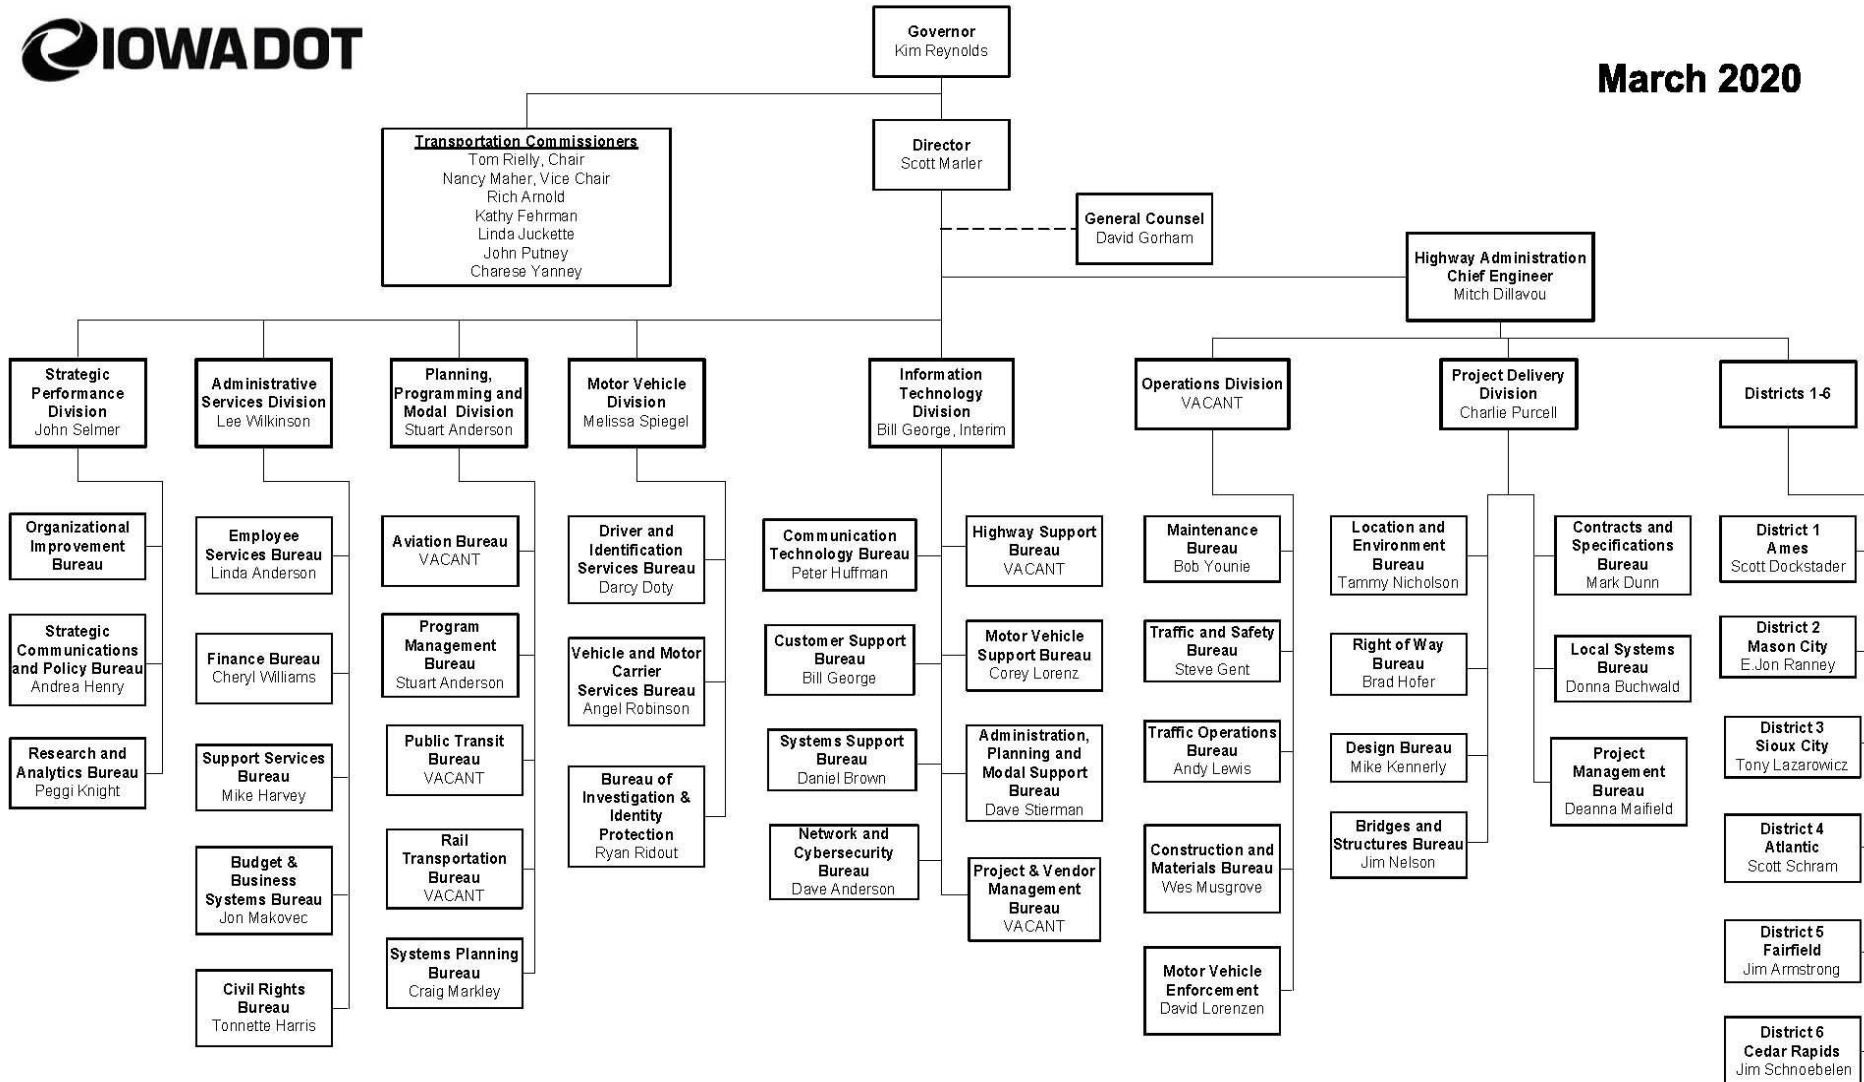 IOWADOT
March 2020
Governor
Kim Reynolds
Transportation Commissioners
Tom Rielly, Chair
Nancy Maher, Vice Chair
Rich Arnold
Kathy Fehrman
Linda Juckette
John Putney
Charese Yanney
Director
Scott Marler
General Counsel
David Gorham
Highway Administration
Chief Engineer
Mitch Dillavou
Strategic
Performance
Division
John Selmer
Administrative
Services Division
Lee Wilkinson
Planning,
Programming and
Modal Division
Stuart Anderson
Motor Vehicle
Division
Melissa Spiegel
Information
Technology
Division
Bill George, Interim
Operations Division
VACANT
Project Delivery
Division
Charlie Purcell
Districts 1-6
Organizational
Improvement
Bureau
Strategic
Communications
and Policy Bureau
Andrea Henry
Research and
Analytics Bureau
Peggi Knight
Employee
Services Bureau
Linda Anderson
Finance Bureau
Cheryl Williams
Support Services
Bureau
Mike Harvey
Budget &
Business
Systems Bureau
Jon Makovec
Civil Rights
Bureau
Tonnette Harris
Aviation Bureau
VACANT
Program
Management
Bureau
Stuart Anderson
Public Transit
Bureau
VACANT
Rail
Transportation
Bureau
VACANT
Systems Planning
Bureau
Craig Markley
Driver and
Identification
Services Bureau
Darcy Doty
Vehicle and Motor
Carrier
Services Bureau
Angel Robinson
Bureau of
Investigation &
Identity
Protection
Ryan Ridout
Communication
Technology Bureau
Peter Huffman
Customer Support
Bureau
Bill George
Systems Support
Bureau
Daniel Brown
Network and
Cybersecurity
Bureau
Dave Anderson
Highway Support
Bureau
VACANT
Motor Vehicle
Support Bureau
Corey Lorenz
Administration,
Planning and
Modal Support
Bureau
Dave Stierman
Project & Vendor
Management
Bureau
VACANT
Maintenance
Bureau
Bob Younie
Traffic and Safety
Bureau
Steve Gent
Traffic Operations
Bureau
Andy Lewis
Construction and
Materials Bureau
Wes Musgrove
Motor Vehicle
Enforcement
David Lorenzen
Location and
Environment
Bureau
Tammy Nicholson
Right of Way
Bureau
Brad Hofer
Design Bureau
Mike Kennerly
Bridges and
Structures Bureau
Jim Nelson
Contracts and
Specifications
Bureau
Mark Dunn
Local Systems
Bureau
Donna Buchwald
Project
Management
Bureau
Deanna Maifield
District 1
Ames
Scott Dockstader
District 2
Mason City
E.Jon Ranney
District 3
Sioux City
Tony Lazarowicz
District 4
Atlantic
Scott Schram
District 5
Fairfield
Jim Armstrong
District 6
Cedar Rapids
Jim Schnoebelen